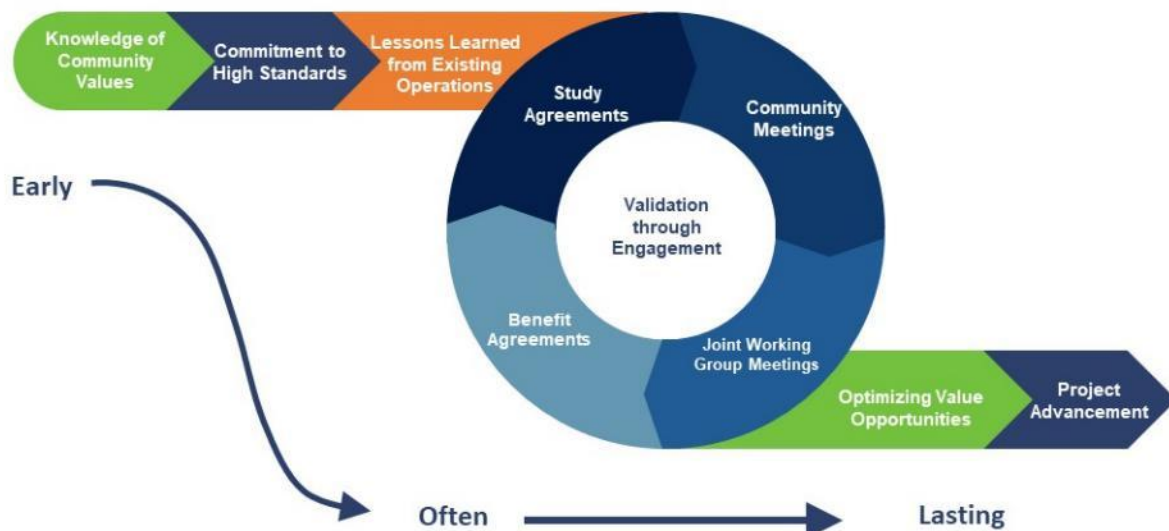 Knowledge of
Community
Values
Commitment to
High Standards
Lessons Learned
from Existing
Operations
Study
Agreements
Community
Meetings
Early
Validation
through
Engagement
Benefit
Agreements
Joint Working
Group Meetings
Optimizing Value
Opportunities
Project
Advancement
Often
Lasting